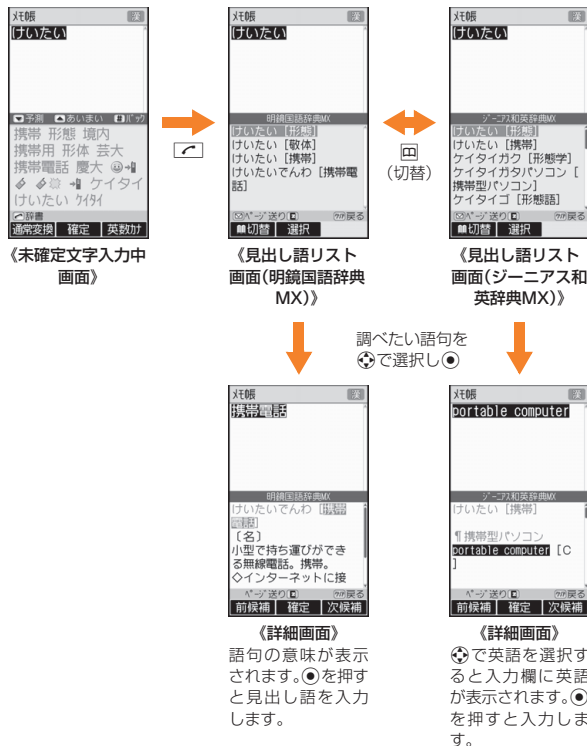 メモ帳 漢
けいたい
予測 あいまい バック
携帯 形態 境内
携帯用 形体 芸大
携帯電話 慶大
ケイタイ
けいたい ケイタイ
辞書
通常変換 確定 英数カナ
《未確定文字入力中
画面》
メモ帳 漢
けいたい
明鏡国語辞典MX
けいたい［形態］
けいたい［敬体］
けいたい［携帯］
けいたいでんわ［携帯電
話］
ページ送り 戻る
切替 選択
《見出し語リスト
画面（明鏡国語辞典
MX）》
(切替)
メモ帳 漢
けいたい
ジーニアス和英辞典MX
けいたい［形態］
けいたい［携帯］
ケイタイガク［形態学］
ケイタイガタパソコン［
携帯型パソコン］
ケイタイゴ［形態語］
ページ送り 戻る
切替 選択
《見出し語リスト
画面（ジーニアス和
英辞典MX）》
調べたい語句を
で選択し
メモ帳 漢
携帯電話
明鏡国語辞典MX
けいたいでんわ［携帯
電話］
〔名〕
小型で持ち運びができ
る無線電話。携帯。
◇インターネットに接
ページ送り 戻る
前候補 確定 次候補
《詳細画面》
語句の意味が表示
されます。を押す
と見出し語を入力
します。
メモ帳 漢
portable computer
ジーニアス和英辞典MX
けいたい［携帯］
¶携帯型パソコン
portable computer [C
]
ページ送り 戻る
前候補 確定 次候補
《詳細画面》
で英語を選択す
ると入力欄に英語
が表示されます。
を押すと入力しま
す。